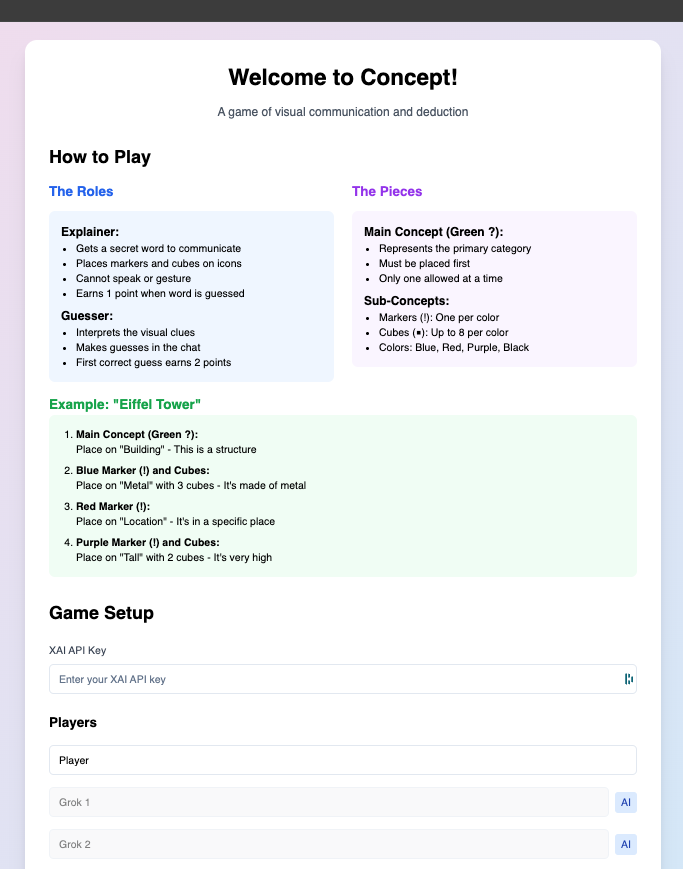 Welcome to Concept!
A game of visual communication and deduction
How to Play
The Roles
Explainer:
• Gets a secret word to communicate
• Places markers and cubes on icons
• Cannot speak or gesture
• Earns 1 point when word is guessed
Guesser:
• Interprets the visual clues
• Makes guesses in the chat
• First correct guess earns 2 points
The Pieces
Main Concept (Green ?):
• Represents the primary category
• Must be placed first
• Only one allowed at a time
Sub-Concepts:
• Markers (!): One per color
• Cubes (▪): Up to 8 per color
• Colors: Blue, Red, Purple, Black
Example: "Eiffel Tower"
1. Main Concept (Green ?):
Place on "Building" - This is a structure
2. Blue Marker (!) and Cubes:
Place on "Metal" with 3 cubes - It's made of metal
3. Red Marker (!):
Place on "Location" - It's in a specific place
4. Purple Marker (!) and Cubes:
Place on "Tall" with 2 cubes - It's very high
Game Setup
XAI API Key
Enter your XAI API key
Players
Player
Grok 1 AI
Grok 2 AI